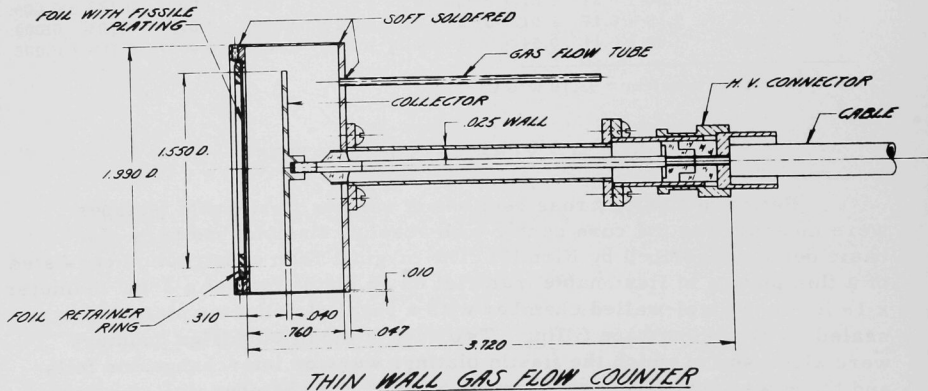 FOIL WITH FISSILE
PLATING
SOFT SOLDERED
GAS FLOW TUBE
H.V. CONNECTOR
COLLECTOR
CABLE
.025 WALL
1.550 D.
1.990 D.
.010
FOIL RETAINER
RING
.310
.040
.760
.047
3.720
THIN WALL GAS FLOW COUNTER